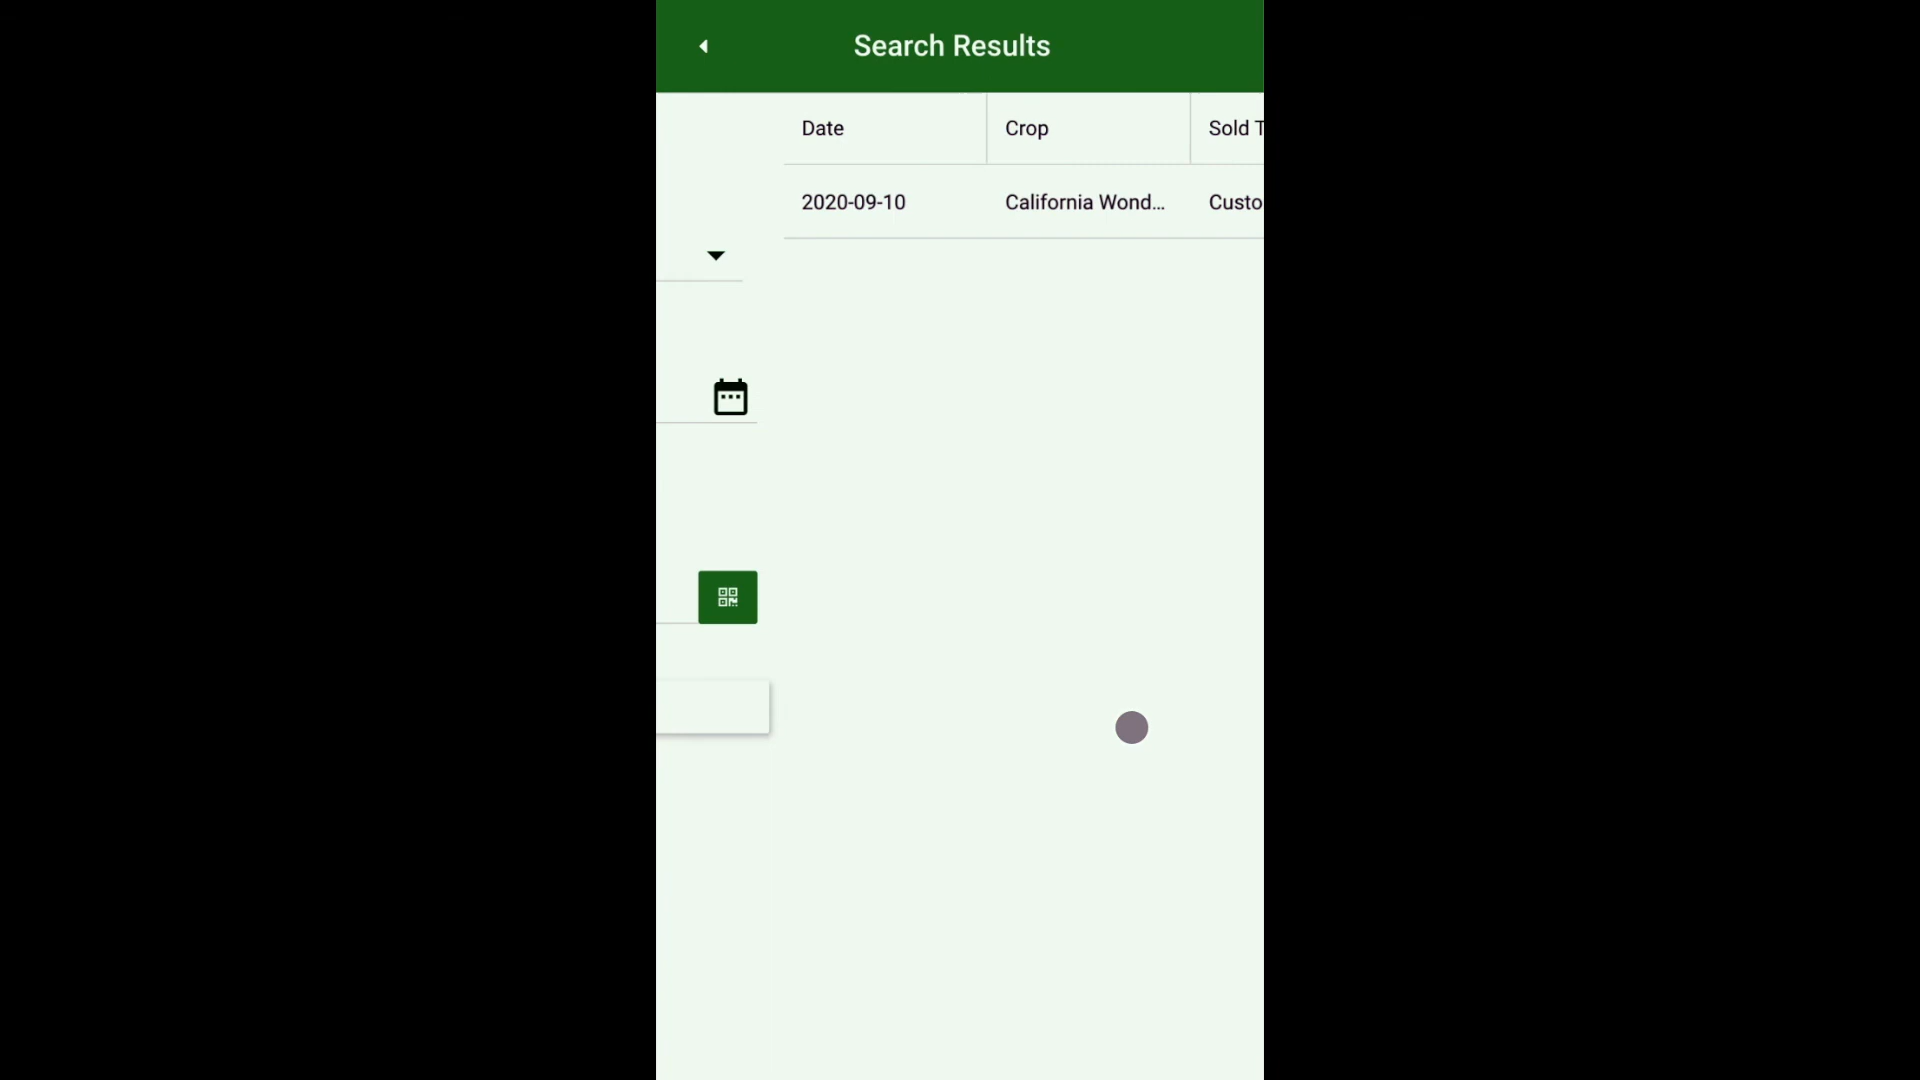 Search Results
Date Crop Sold T
2020-09-10 California Wond... Custo